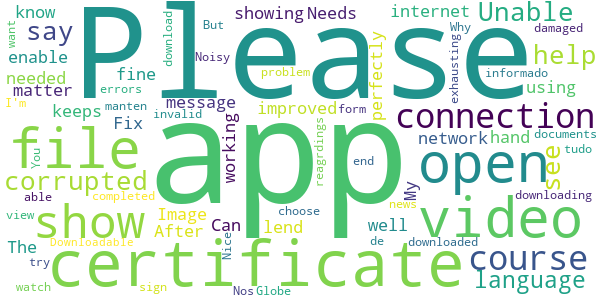 know
want
download
But
showing
Needs
internet
Unable
Why
damaged
say
Please
enable
Noisy
perfectly
exhausting
help
needed
fine
problem
informado
I'm
errors
matter
message
improved
form
using
keeps
manten
invalid
connection
Fix
working
app
reagrdings
network
hand
documents
file
You
end
open
see
tudo
corrupted
able
completed
My
downloading
view
show
Image
Can
lend
choose
news
video
The
After
Nice
well
Downloadable
de
downloaded
course
try
certificate
language
watch
sign
Nos
Globe